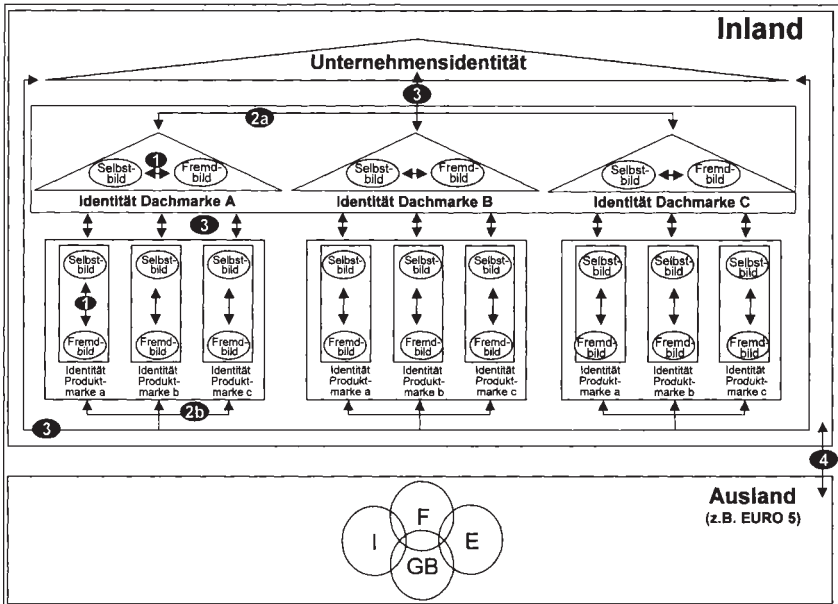 Inland
Unternehmensidentität
3
2a
Selbst-
bild
1
Fremd-
bild
Identität Dachmarke A
Selbst-
bild
Fremd-
bild
Identität Dachmarke B
Selbst-
bild
Fremd-
bild
Identität Dachmarke C
3
Selbst-
bild
1
Fremd-
bild
Identität
Produkt-
marke a
Selbst-
bild
Fremd-
bild
Identität
Produkt-
marke b
Selbst-
bild
Fremd-
bild
Identität
Produkt-
marke c
2b
Selbst-
bild
Fremd-
bild
Identität
Produkt-
marke a
Selbst-
bild
Fremd-
bild
Identität
Produkt-
marke b
Selbst-
bild
Fremd-
bild
Identität
Produkt-
marke c
Selbst-
bild
Fremd-
bild
Identität
Produkt-
marke a
Selbst-
bild
Fremd-
bild
Identität
Produkt-
marke b
Selbst-
bild
Fremd-
bild
Identität
Produkt-
marke c
3
4
Ausland
(z.B. EURO 5)
F
I
E
GB